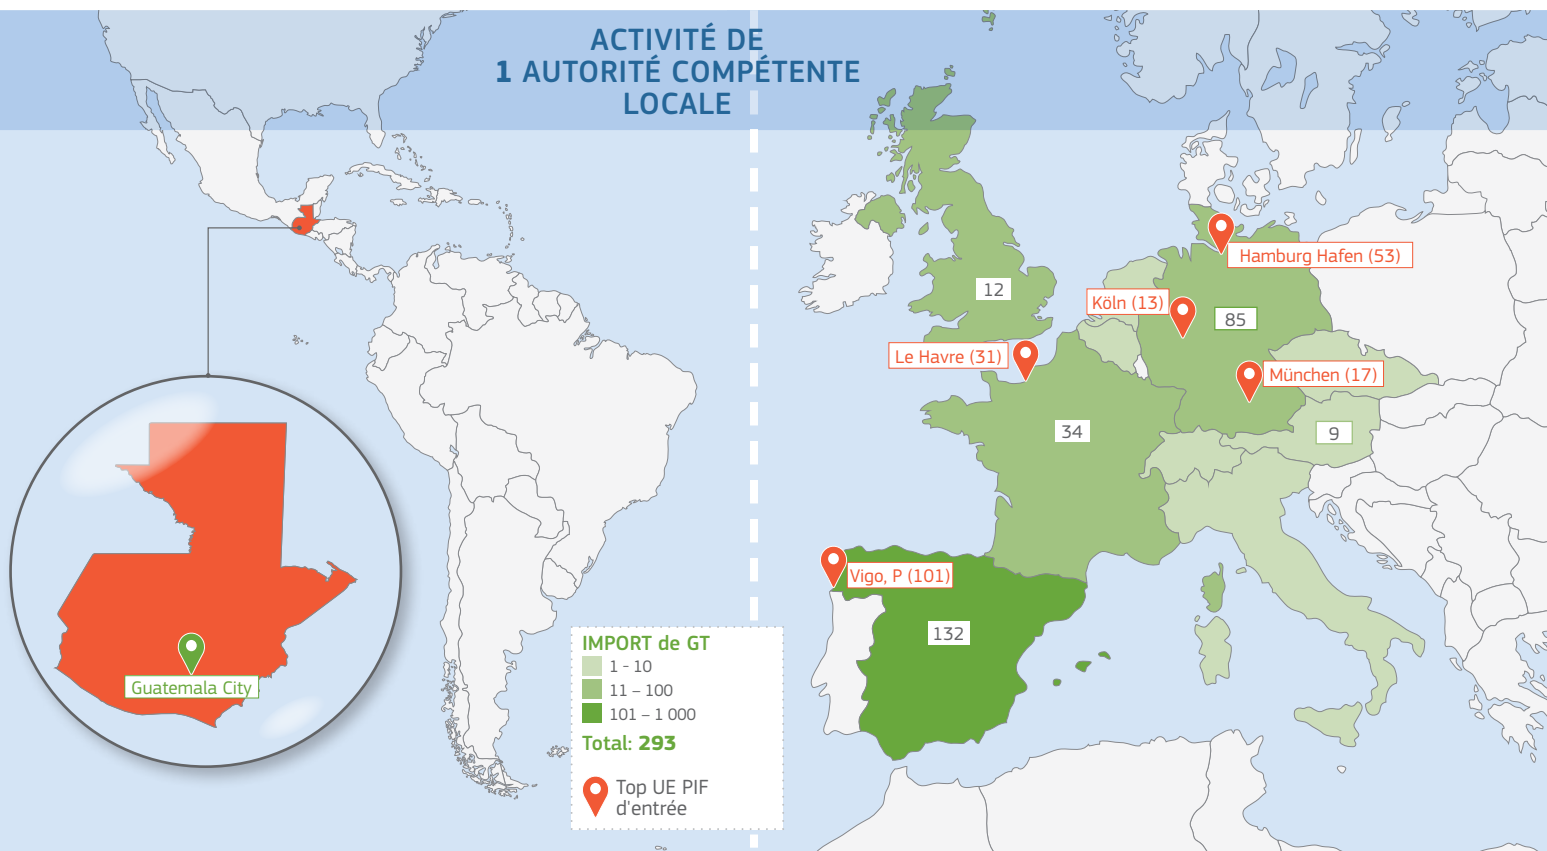 ACTIVITÉ DE
1 AUTORITÉ COMPÉTENTE
LOCALE
Hamburg Hafen (53)
12
Köln (13)
85
Le Havre (31)
München (17)
34
9
Vigo, P (101)
132
Guatemala City
IMPORT de GT
1 - 10
11 – 100
101 – 1 000
Total: 293
Top UE PIF
d'entrée